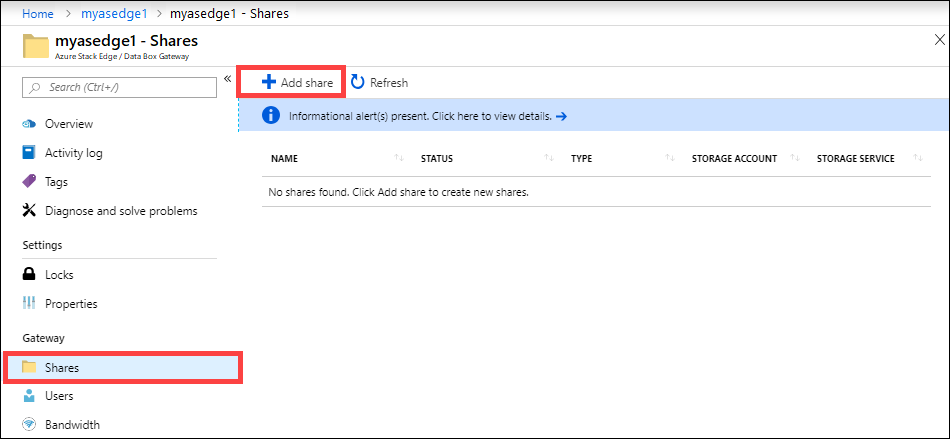 Home > myasedge1 > myasedge1 - Shares
myasedge1 - Shares
Azure Stack Edge / Data Box Gateway
Search (Ctrl+/)
Overview
Activity log
Tags
Diagnose and solve problems
Settings
Locks
Properties
Gateway
Shares
Users
Bandwidth
Add share Refresh
Informational alert(s) present. Click here to view details.
NAME STATUS TYPE STORAGE ACCOUNT STORAGE SERVICE
No shares found. Click Add share to create new shares.